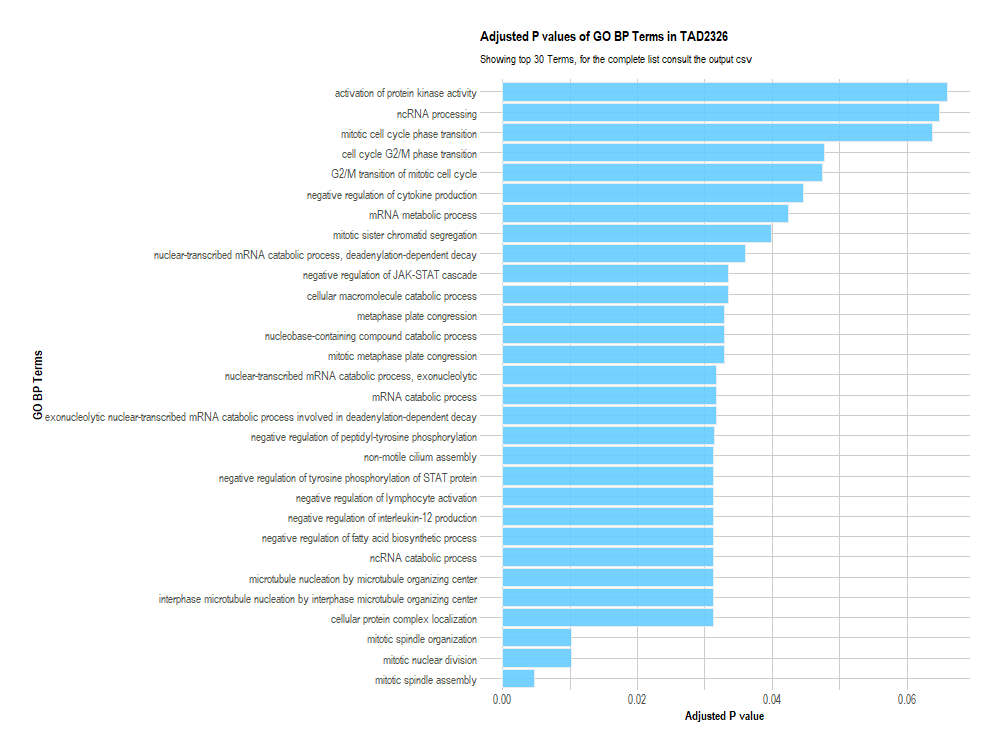 Adjusted P values of GO BP Terms in TAD2326
Showing top 30 Terms, for the complete list consult the output csv
activation of protein kinase activity
ncRNA processing
mitotic cell cycle phase transition
cell cycle G2/M phase transition
G2/M transition of mitotic cell cycle
negative regulation of cytokine production
mRNA metabolic process
mitotic sister chromatid segregation
nuclear-transcribed mRNA catabolic process, deadenylation-dependent decay
negative regulation of JAK-STAT cascade
cellular macromolecule catabolic process
metaphase plate congression
nucleobase-containing compound catabolic process
mitotic metaphase plate congression
nuclear-transcribed mRNA catabolic process, exonucleolytic
mRNA catabolic process
exonucleolytic nuclear-transcribed mRNA catabolic process involved in deadenylation-dependent decay
negative regulation of peptidyl-tyrosine phosphorylation
non-motile cilium assembly
negative regulation of tyrosine phosphorylation of STAT protein
negative regulation of lymphocyte activation
negative regulation of interleukin-12 production
negative regulation of fatty acid biosynthetic process
ncRNA catabolic process
microtubule nucleation by microtubule organizing center
interphase microtubule nucleation by interphase microtubule organizing center
cellular protein complex localization
mitotic spindle organization
mitotic nuclear division
mitotic spindle assembly
GO BP Terms
0.00 0.02 0.04 0.06
Adjusted P value